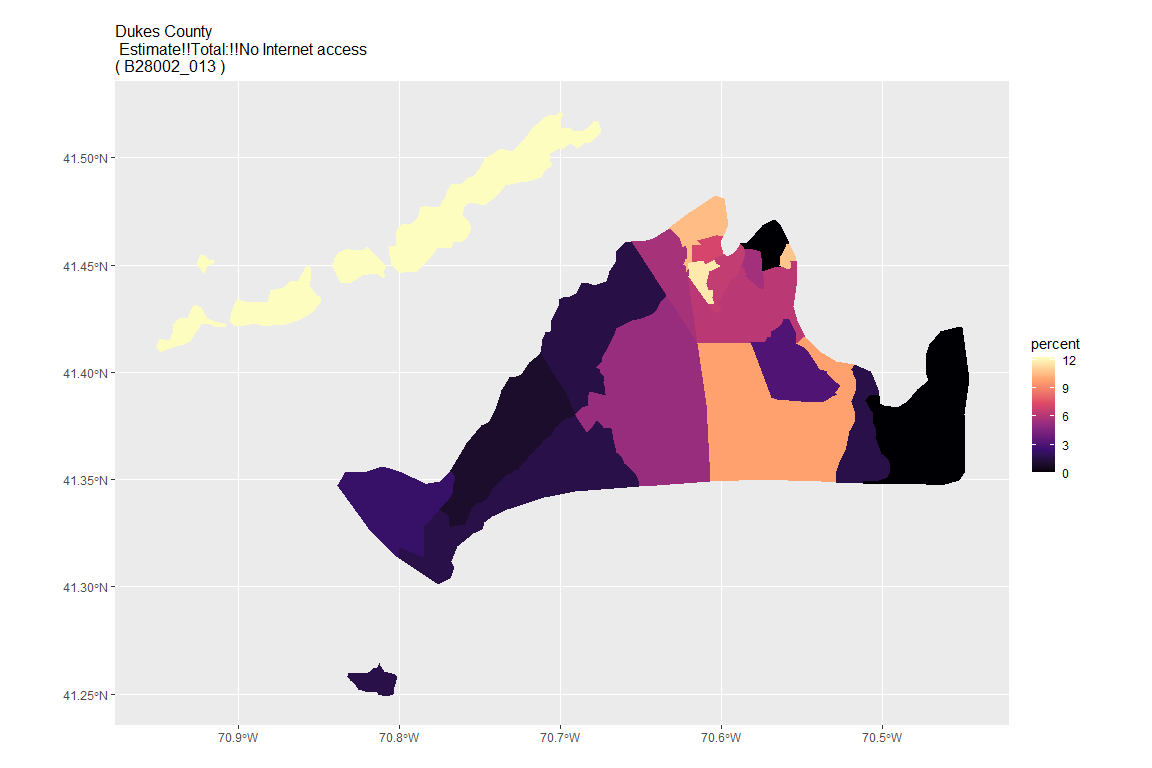 Dukes County
Estimate!!Total:!!No Internet access
( B28002_013 )
41.50°N
41.45°N
41.40°N
41.35°N
41.30°N
41.25°N
70.9°W
70.8°W
70.7°W
70.6°W
70.5°W
percent
12
9
6
3
0